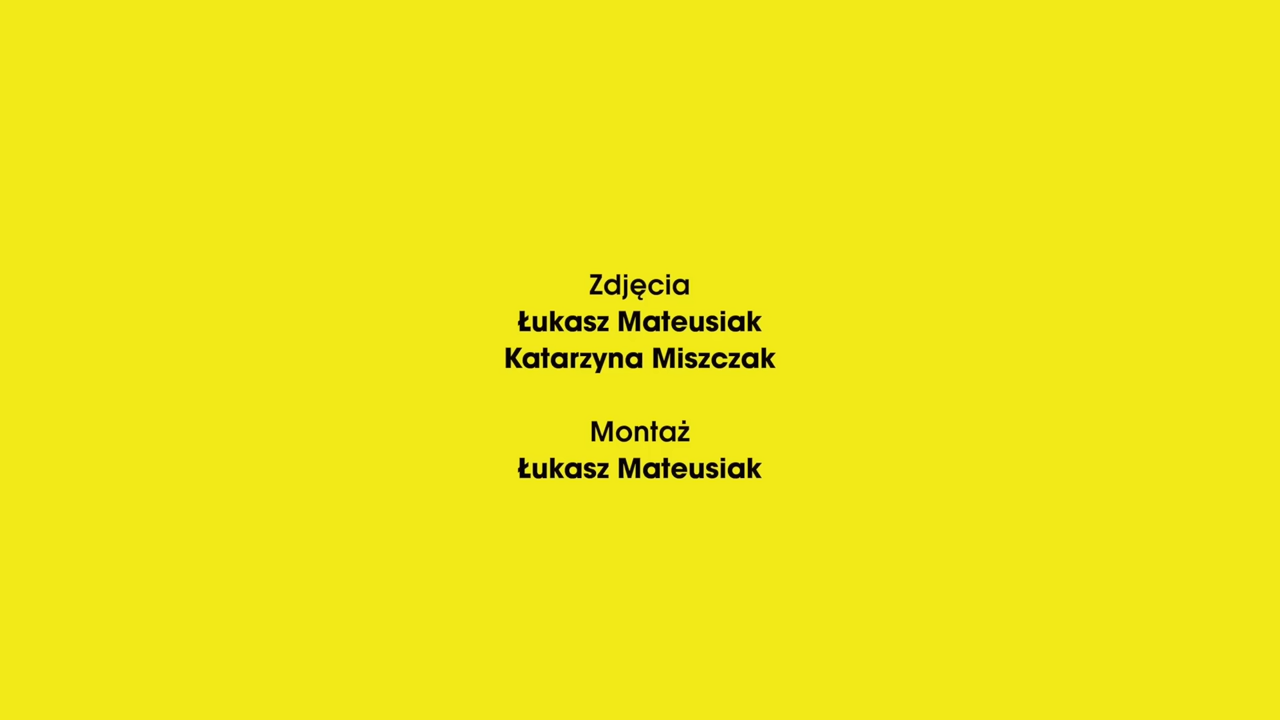 Zdjęcia
Łukasz Mateusiak
Katarzyna Miszczak
Montaż
Łukasz Mateusiak